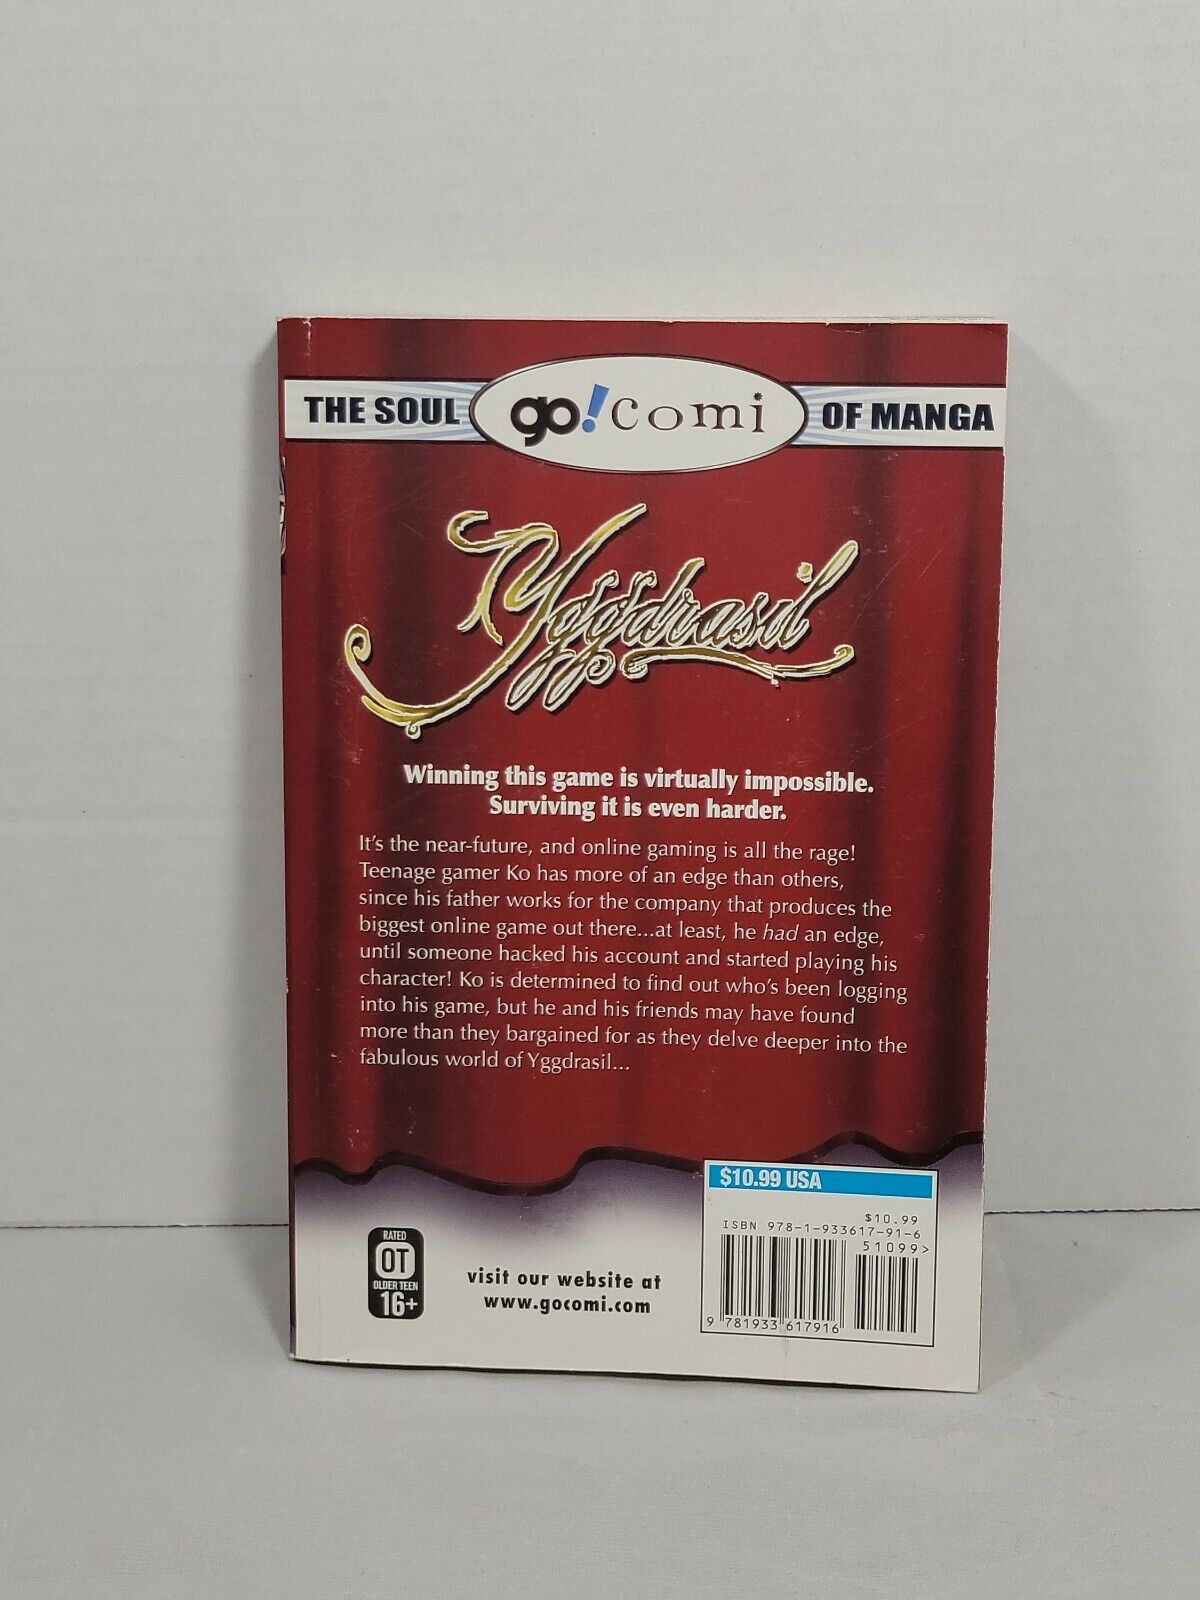 THE SOUL go!comi OF MANGA
Yggdrasil
Winning this game is virtually impossible.
Surviving it is even harder.
It's the near-future, and online gaming is all the rage!
Teenage gamer Ko has more of an edge than others,
since his father works for the company that produces the
biggest online game out there...at least, he had an edge,
until someone hacked his account and started playing his
character! Ko is determined to find out who's been logging
into his game, but he and his friends may have found
more than they bargained for as they delve deeper into the
fabulous world of Yggdrasil...
RATED
OT
OLDER TEEN
16+
visit our website at
www.gocomi.com
$10.99 USA
$10.99
ISBN 978-1-933617-91-6
51099>
9 781933 617916